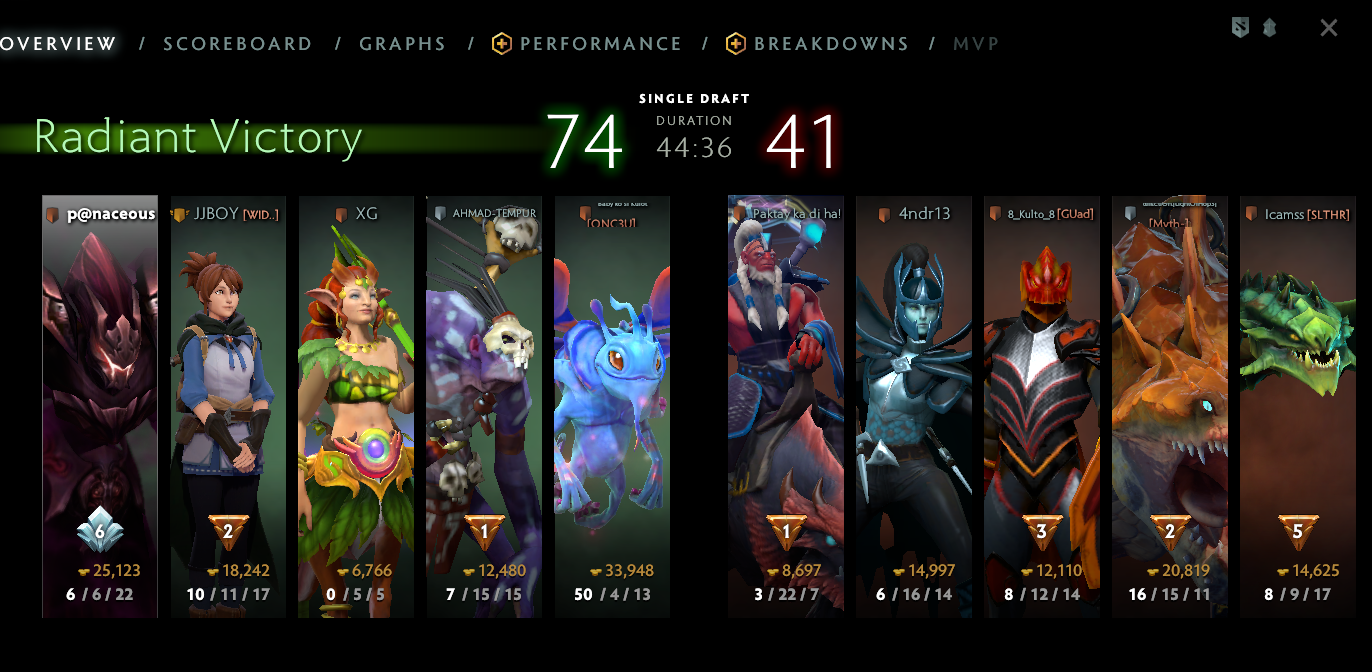 OVERVIEW / SCOREBOARD / GRAPHS / PERFORMANCE / BREAKDOWNS / MVP
SINGLE DRAFT
Radiant Victory
74 DURATION 41
44:36
p@naceous JJBOY [WID..] XG AHMAD-TEMPUR [ONC3U] Paktay ka di ha! 4ndr13 8_Kulto_8 [GUad] [Myth-] Icamss [SLTHR]
6 2 1 1 3 2 5
25,123 18,242 6,766 12,480 33,948 8,697 14,997 12,110 20,819 14,625
6 / 6 / 22 10 / 11 / 17 0 / 5 / 5 7 / 15 / 15 50 / 4 / 13 3 / 22 / 7 6 / 16 / 14 8 / 12 / 14 16 / 15 / 11 8 / 9 / 17